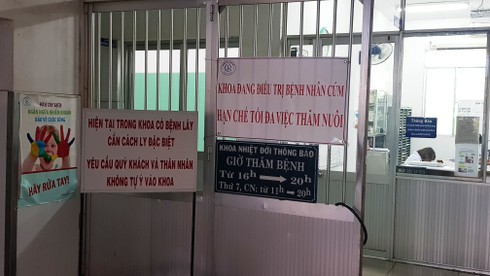 HÃY RỬA TAY!
HIỆN TẠI TRONG KHOA CÓ BỆNH LÂY
CẦN CÁCH LY ĐẶC BIỆT
YÊU CẦU QUÝ KHÁCH VÀ THÂN NHÂN
KHÔNG TỰ Ý VÀO KHOA
KHOA ĐANG ĐIỀU TRỊ BỆNH NHÂN CÚM
HẠN CHẾ TỐI ĐA VIỆC THĂM NUÔI
KHOA NHIỆT ĐỚI THÔNG BÁO
GIỜ THĂM BỆNH
Từ 16h 20h
Thứ 7, CN: từ 11h 20h
Thông Báo